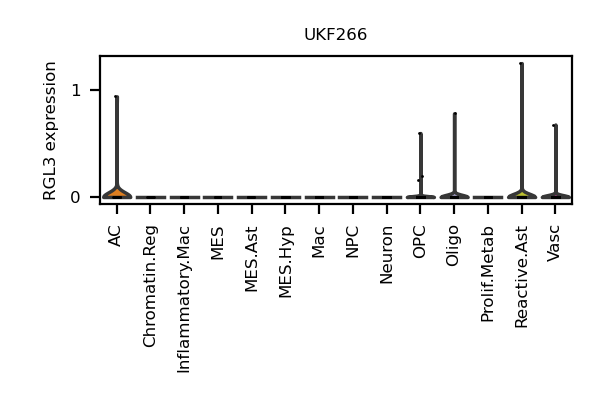 UKF266
RGL3 expression
1
0
AC
Chromatin.Reg
Inflammatory.Mac
MES
MES.Ast
MES.Hyp
Mac
NPC
Neuron
OPC
Oligo
Prolif.Metab
Reactive.Ast
Vasc